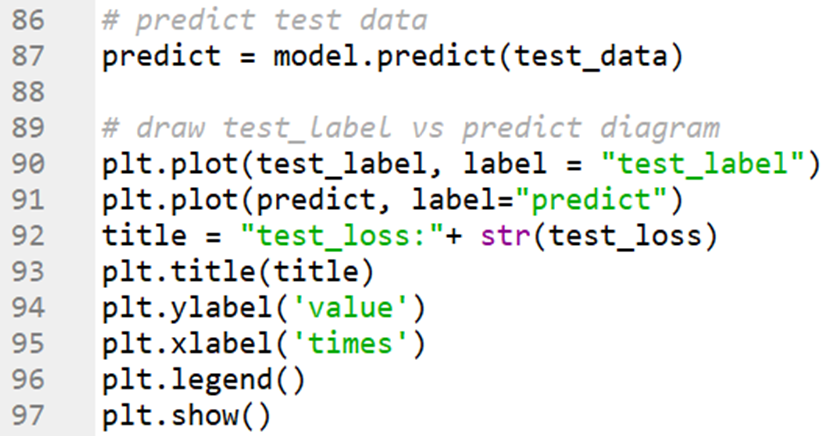 86 # predict test data
87 predict = model.predict(test_data)
88
89 # draw test_label vs predict diagram
90 plt.plot(test_label, label = "test_label")
91 plt.plot(predict, label="predict")
92 title = "test_loss:"+ str(test_loss)
93 plt.title(title)
94 plt.ylabel('value')
95 plt.xlabel('times')
96 plt.legend()
97 plt.show()